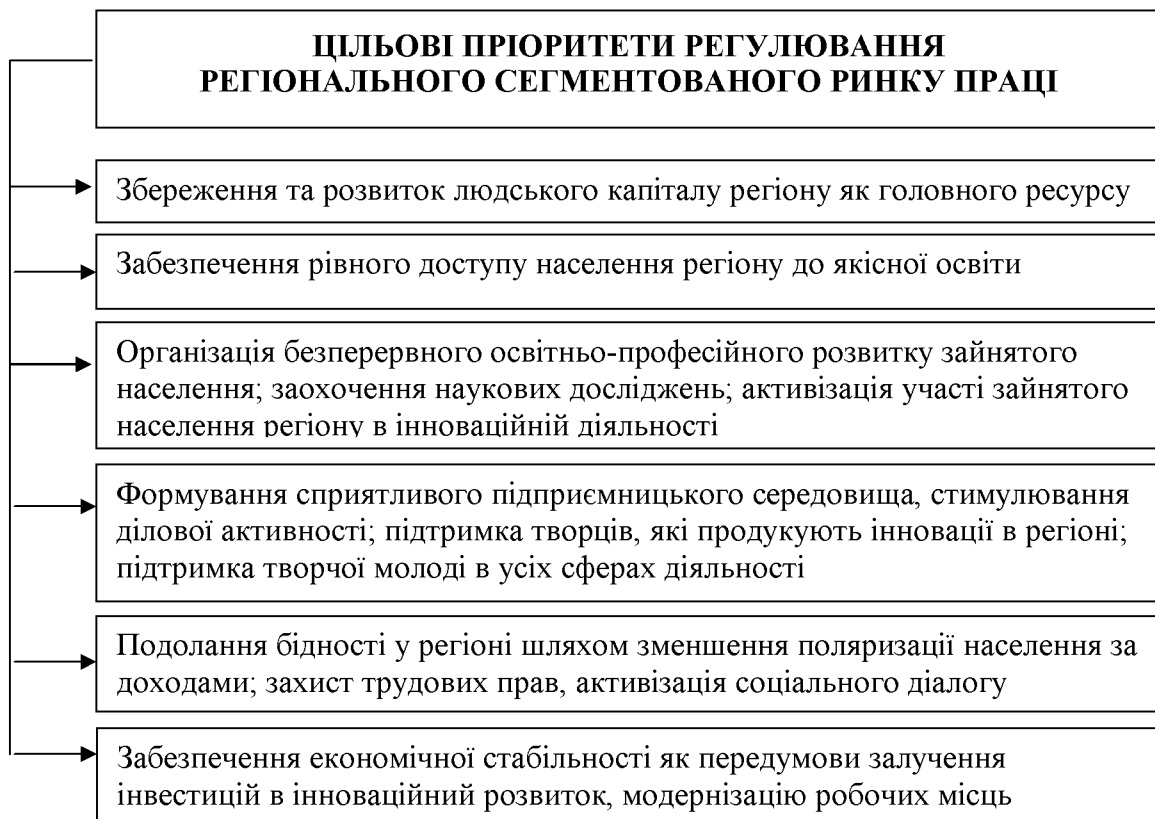 ЦІЛЬОВІ ПРІОРИТЕТИ РЕГУЛЮВАННЯ
РЕГІОНАЛЬНОГО СЕГМЕНТОВАНОГО РИНКУ ПРАЦІ
Збереження та розвиток людського капіталу регіону як головного ресурсу
Забезпечення рівного доступу населення регіону до якісної освіти
Організація безперервного освітньо-професійного розвитку зайнятого
населення; заохочення наукових досліджень; активізація участі зайнятого
населення регіону в інноваційній діяльності
Формування сприятливого підприємницького середовища, стимулювання
ділової активності; підтримка творців, які продукують інновації в регіоні;
підтримка творчої молоді в усіх сферах діяльності
Подолання бідності у регіоні шляхом зменшення поляризації населення за
доходами; захист трудових прав, активізація соціального діалогу
Забезпечення економічної стабільності як передумови залучення
інвестицій в інноваційний розвиток, модернізацію робочих місць